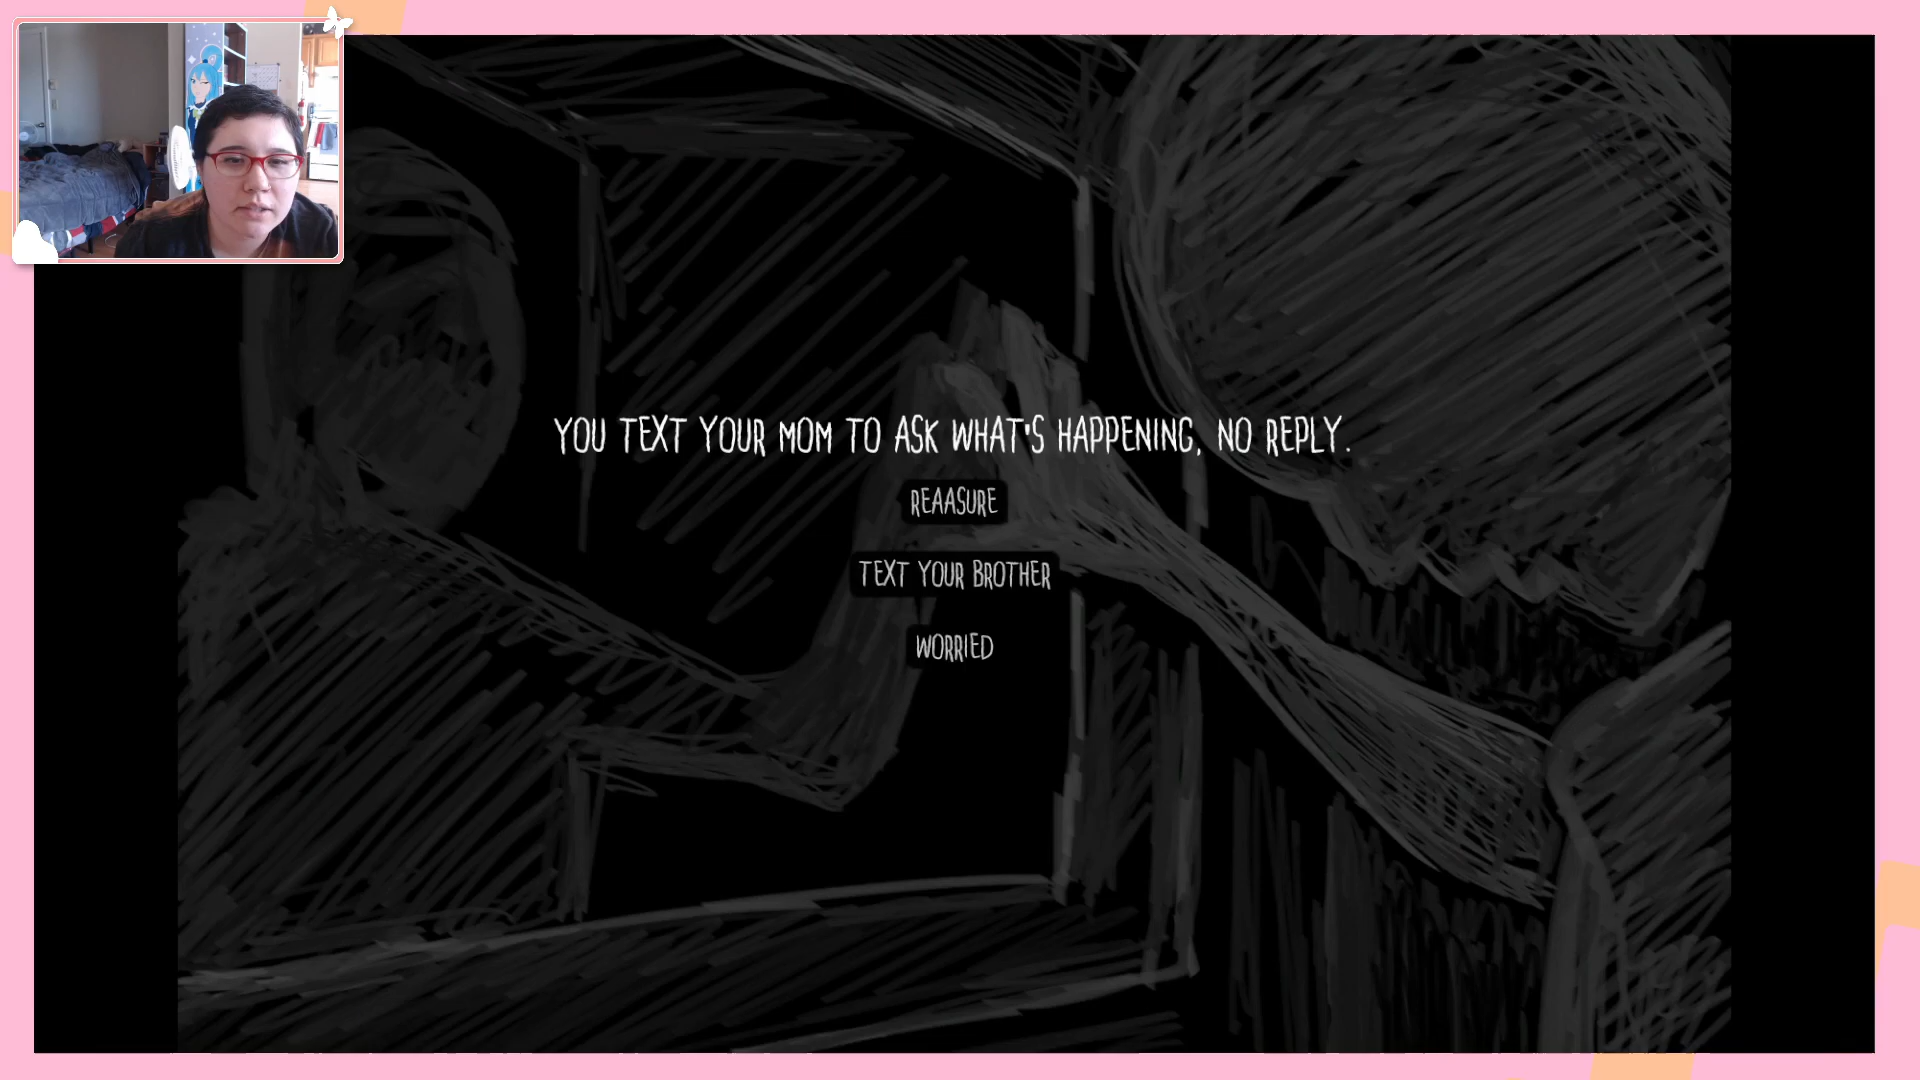 YOU TEXT YOUR MOM TO ASK WHAT'S HAPPENING, NO REPLY.
REAASURE
TEXT YOUR BROTHER
WORRIED